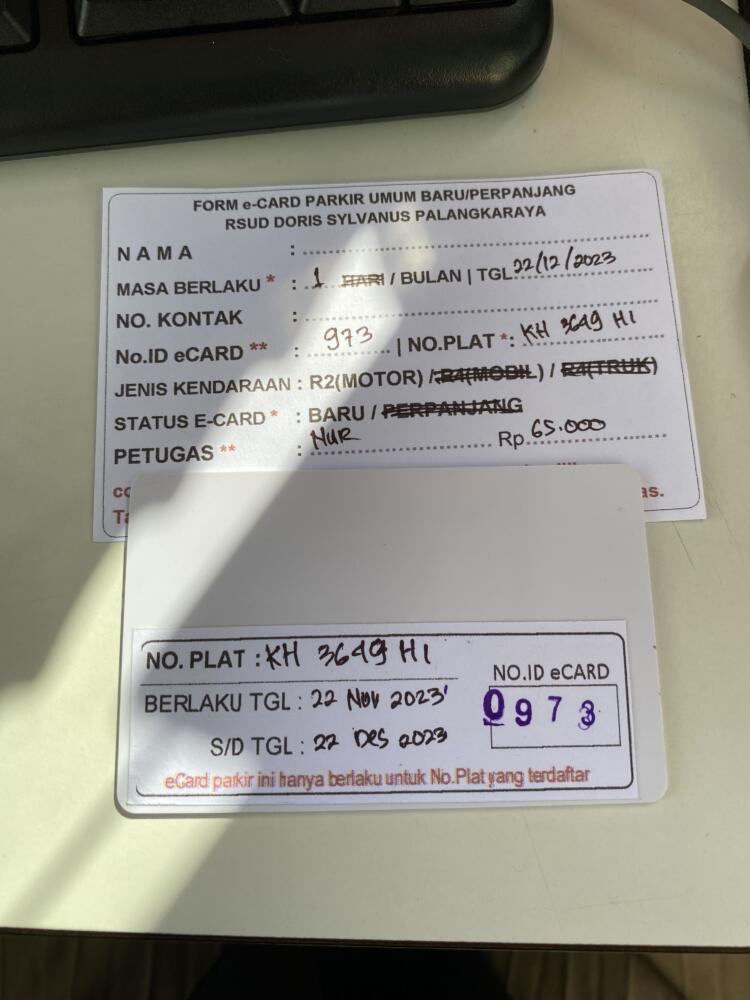 FORM e-CARD PARKIR UMUM BARU/PERPANJANG
RSUD DORIS SYLVANUS PALANGKARAYA
NAMA :
MASA BERLAKU * : 1 HARI / BULAN | TGL 22/12/2023
NO. KONTAK :
No.ID eCARD ** : 973 | NO.PLAT *: KH 3649 HI
JENIS KENDARAAN : R2(MOTOR) / R4(MOBIL) / R4(TRUK)
STATUS E-CARD * : BARU / PERPANJANG
PETUGAS ** : NUR Rp. 65.000
NO. PLAT : KH 3649 HI
BERLAKU TGL : 22 Nov 2023
S/D TGL : 22 Des 2023
NO.ID eCARD
0973
eCard parkir ini hanya berlaku untuk No.Plat yang terdaftar